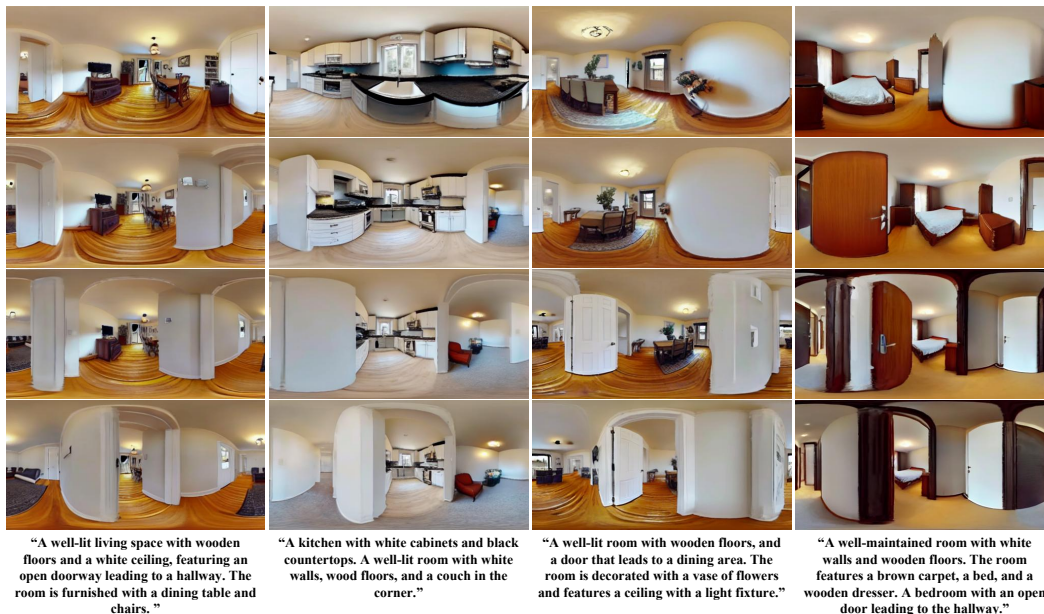 “A well-lit living space with wooden
floors and a white ceiling, featuring an
open doorway leading to a hallway. The
room is furnished with a dining table and
chairs. ”
“A kitchen with white cabinets and black
countertops. A well-lit room with white
walls, wood floors, and a couch in the
corner.”
“A well-lit room with wooden floors, and
a door that leads to a dining area. The
room is decorated with a vase of flowers
and features a ceiling with a light fixture.”
“A well-maintained room with white
walls and wooden floors. The room
features a brown carpet, a bed, and a
wooden dresser. A bedroom with an open
door leading to the hallway.”